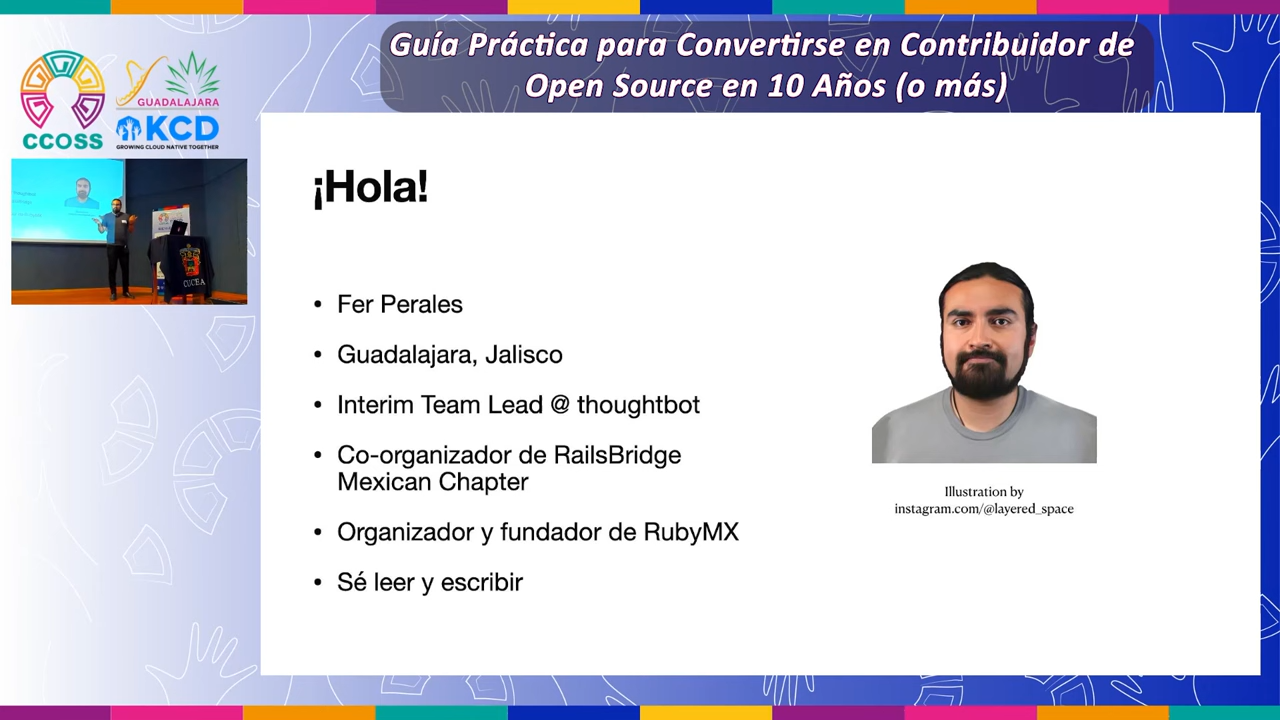 Guía Práctica para Convertirse en Contribuidor de
Open Source en 10 Años (o más)
CCOSS
GUADALAJARA
KCD
GROWING CLOUD NATIVE TOGETHER
CUCEA
¡Hola!
• Fer Perales
• Guadalajara, Jalisco
• Interim Team Lead @ thoughtbot
• Co-organizador de RailsBridge
Mexican Chapter
• Organizador y fundador de RubyMX
• Sé leer y escribir
Illustration by
instagram.com/@layered_space